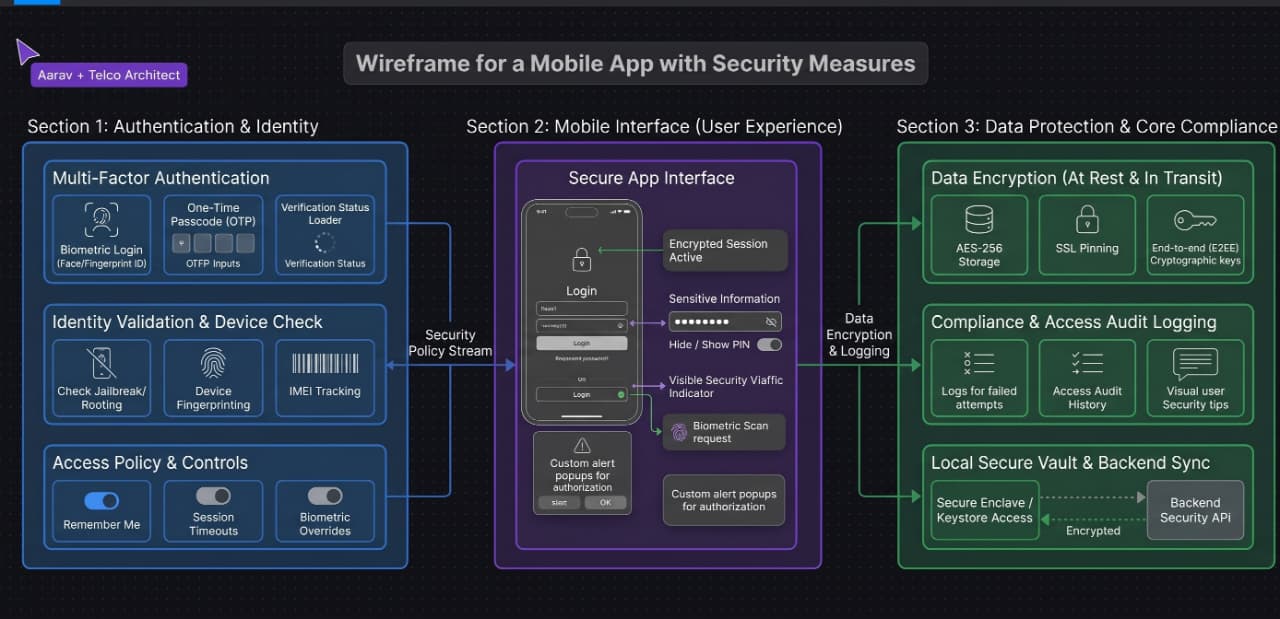 Aarav + Telco Architect
Wireframe for a Mobile App with Security Measures
Section 1: Authentication & Identity
Multi-Factor Authentication
Biometric Login
(Face/Fingerprint ID)
One-Time
Passcode (OTP)
OTFP Inputs
Verification Status
Loader
Verification Status
Identity Validation & Device Check
Check Jailbreak/
Rooting
Device
Fingerprinting
IMEI Tracking
Access Policy & Controls
Remember Me
Session
Timeouts
Biometric
Overrides
Security
Policy Stream
Section 2: Mobile Interface (User Experience)
Secure App Interface
9:41
Login
Login
Login
Encrypted Session
Active
Sensitive Information
Hide / Show PIN
Visible Security Viaffic
Indicator
Biometric Scan
request
Custom alert
popups for
authorization
OK
Custom alert popups
for authorization
Data
Encryption
& Logging
Section 3: Data Protection & Core Compliance
Data Encryption (At Rest & In Transit)
AES-256
Storage
SSL Pinning
End-to-end (E2EE)
Cryptographic keys
Compliance & Access Audit Logging
Logs for failed
attempts
Access Audit
History
Visual user
Security tips
Local Secure Vault & Backend Sync
Secure Enclave /
Keystore Access
Encrypted
Backend
Security APi